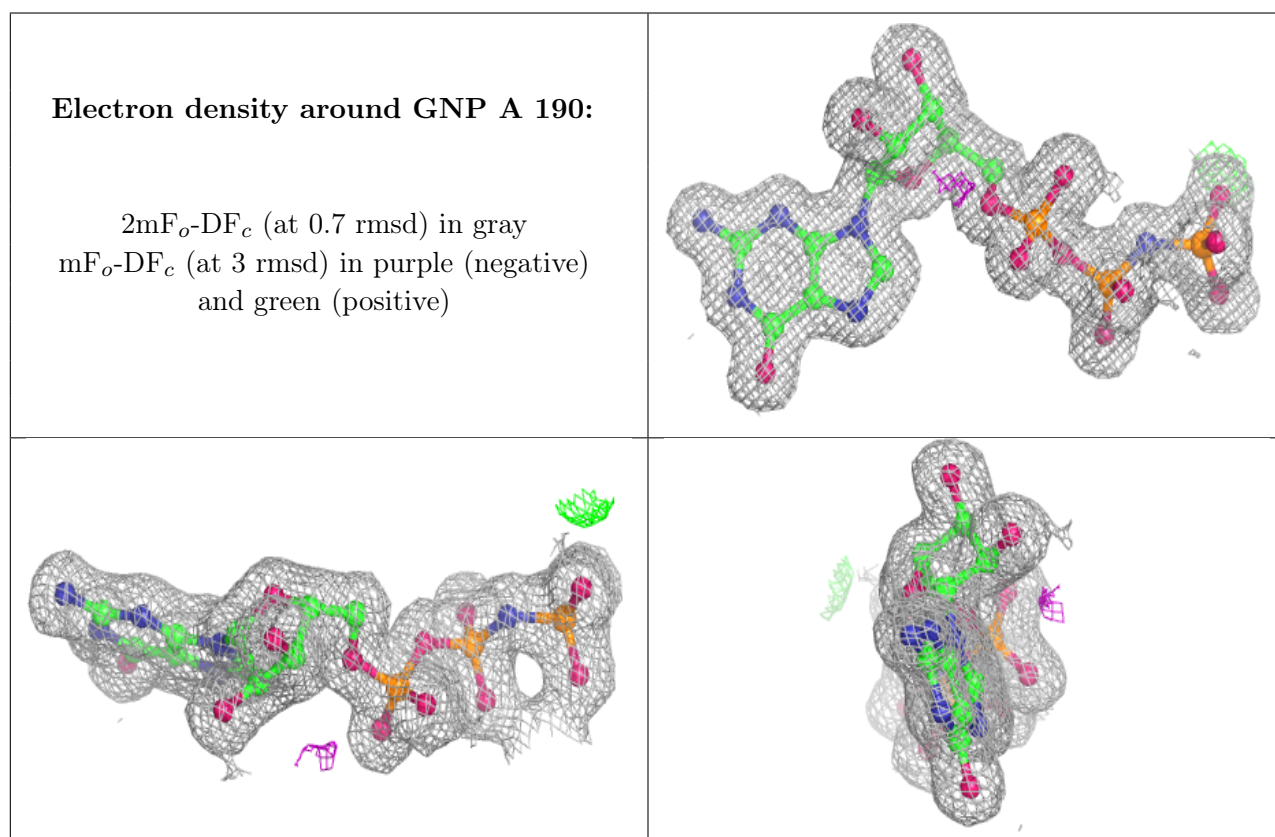 Electron density around GNP A 190:
2mFo-DFc (at 0.7 rmsd) in gray
mFo-DFc (at 3 rmsd) in purple (negative)
and green (positive)